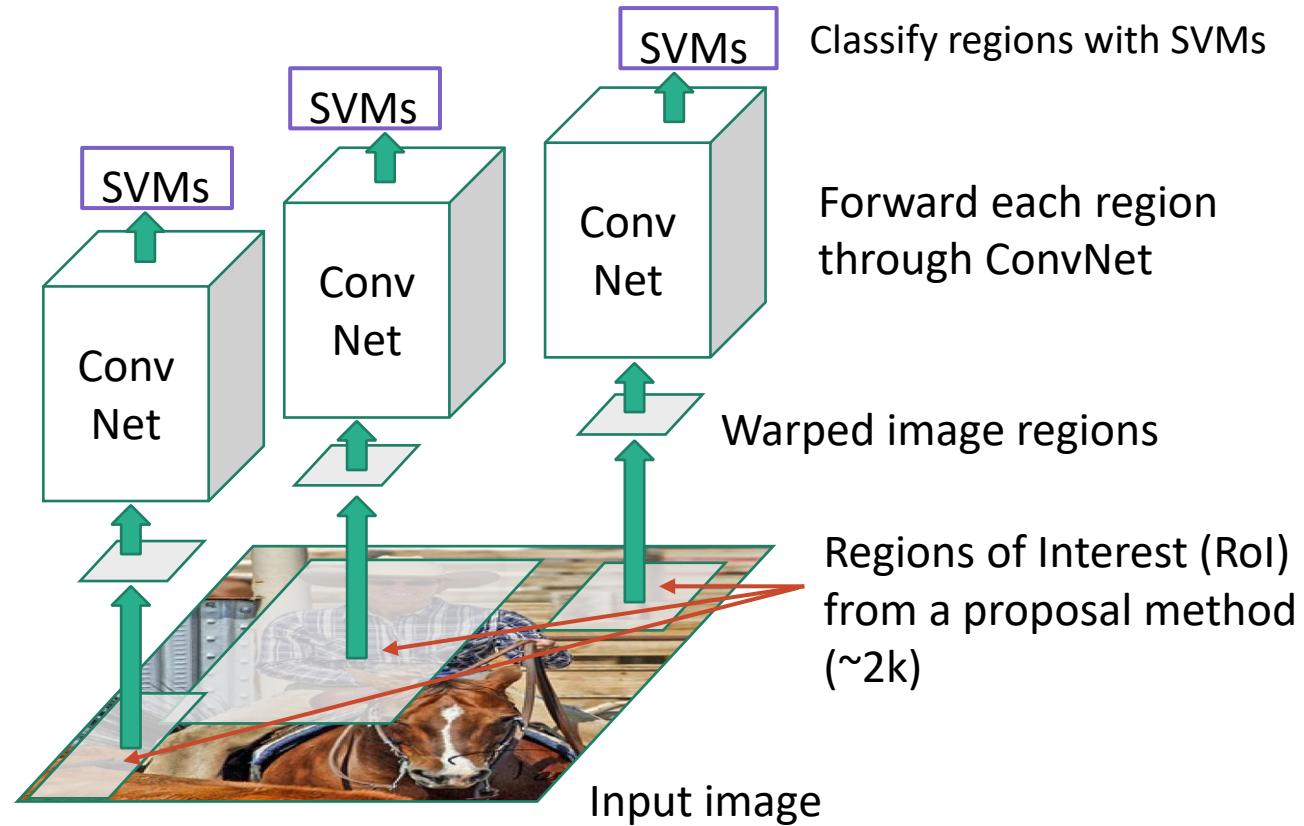 SVMs
Classify regions with SVMs
SVMs
SVMs
Forward each region
through ConvNet
Conv
Net
Conv
Net
Conv
Net
Warped image regions
Regions of Interest (RoI)
from a proposal method
(~2k)
Input image